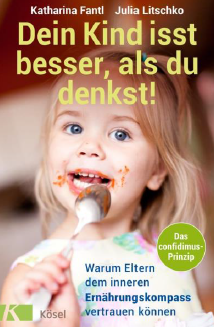 Katharina Fantl Julia Litschko
Dein Kind isst
besser, als du
denkst!
Das
confidimus-
Prinzip
Warum Eltern
dem inneren
Ernährungskompass
vertrauen können
K Kösel